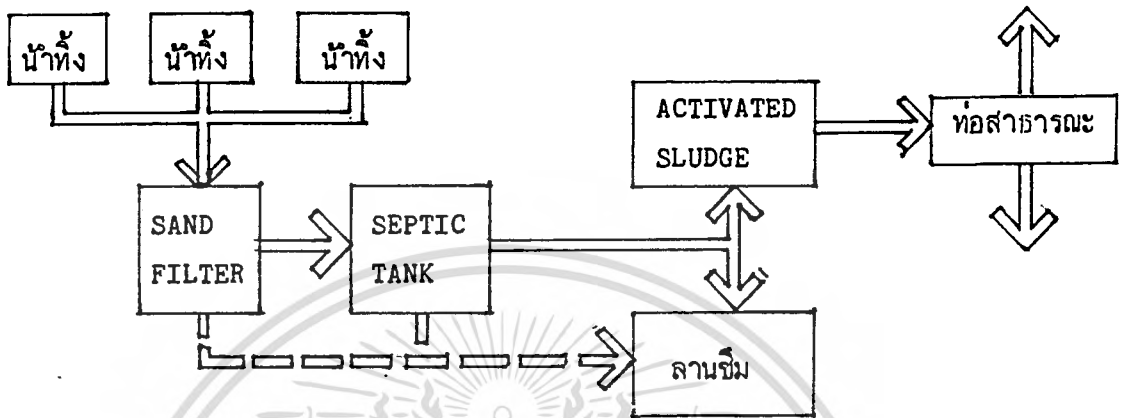 น้ำทิ้ง
น้ำทิ้ง
น้ำทิ้ง
ACTIVATED
SLUDGE
ท่อสาธารณะ
SAND
FILTER
SEPTIC
TANK
ลานซึม